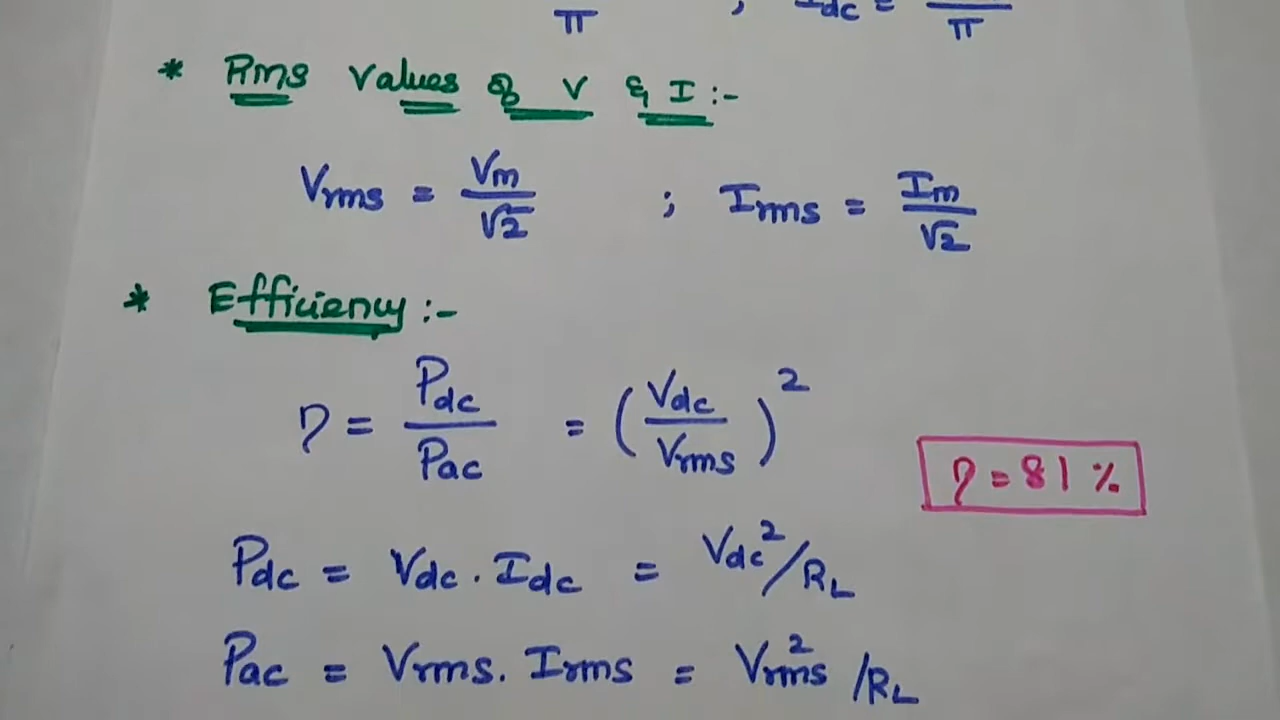 π ; Idc = π
* Rms Values of V & I :-
Vrms = Vm/√2 ; Irms = Im/√2
* Efficiency :-
η = Pdc/Pac = (Vdc/Vrms)²
η = 81 %
Pdc = Vdc . Idc = Vdc²/RL
Pac = Vrms . Irms = Vrms²/RL